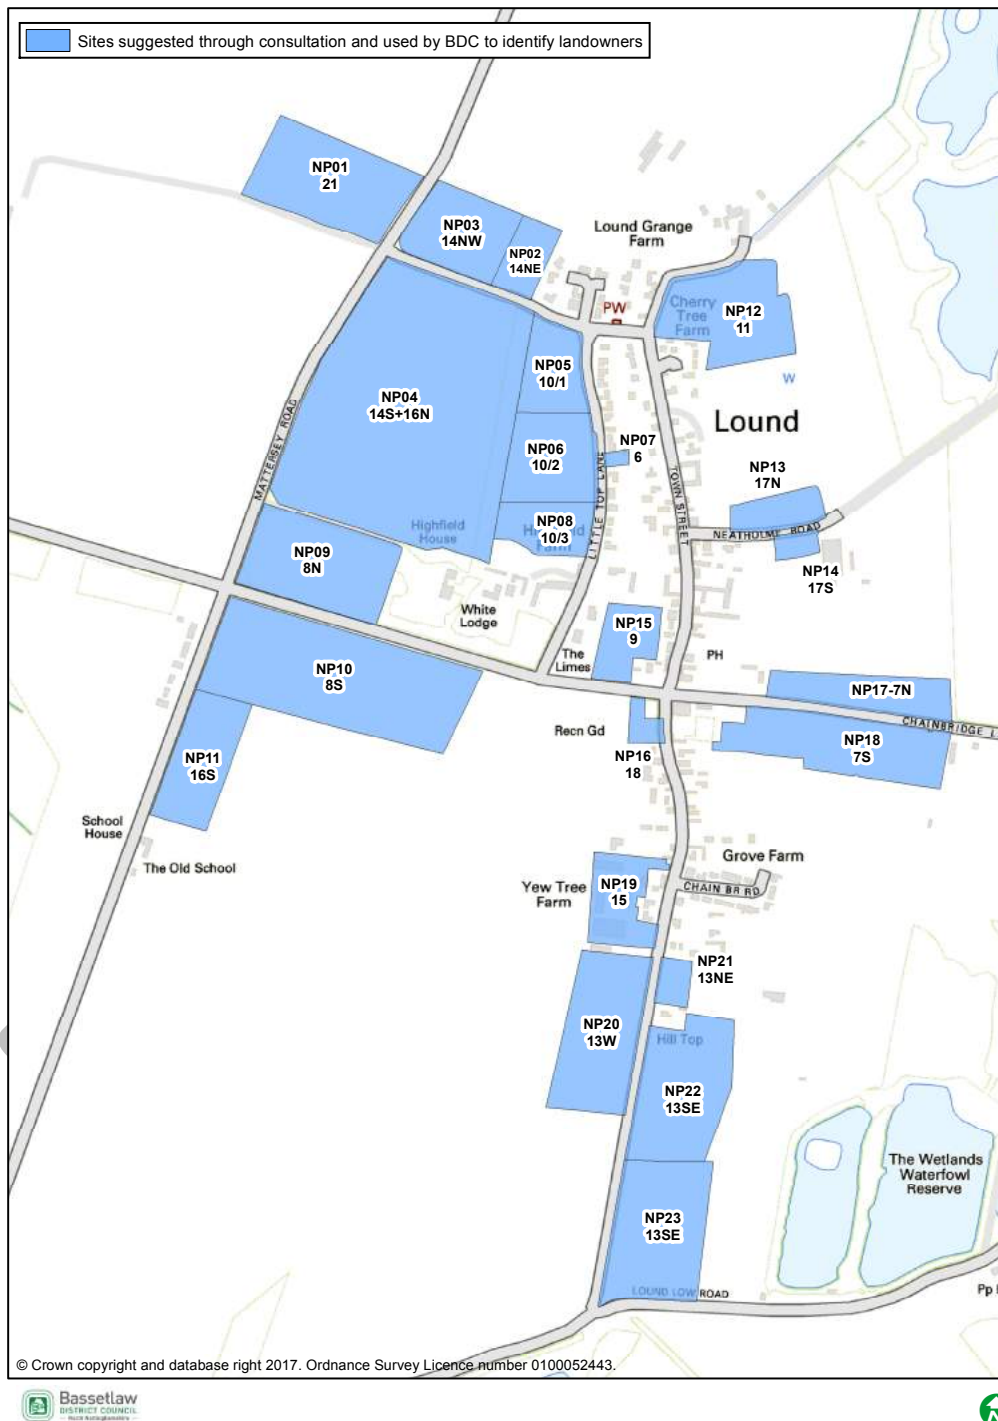 Sites suggested through consultation and used by BDC to identify landowners
NP01
21
NP03
14NW
NP02
14NE
Lound Grange
Farm
PW
Cherry
Tree
Farm
NP12
11
W
NP05
10/1
NP04
14S+16N
Lound
MATTERSEY ROAD
NP06
10/2
NP07
6
LITTLE TOP LANE
TOWN STREET
NP13
17N
NEATHOLME ROAD
NP14
17S
Highfield
House
NP08
10/3
Farm
NP09
8N
White
Lodge
NP15
9
The
Limes
PH
NP10
8S
NP17-7N
CHAINBRIDGE L
NP18
7S
Recn Gd
NP16
18
NP11
16S
School
House
The Old School
Grove Farm
CHAIN BR RD
Yew Tree
Farm
NP19
15
NP21
13NE
NP20
13W
Hill Top
NP22
13SE
The Wetlands
Waterfowl
Reserve
NP23
13SE
LOUND LOW ROAD
Pp
© Crown copyright and database right 2017. Ordnance Survey Licence number 0100052443.
Bassetlaw
DISTRICT COUNCIL
North Nottinghamshire